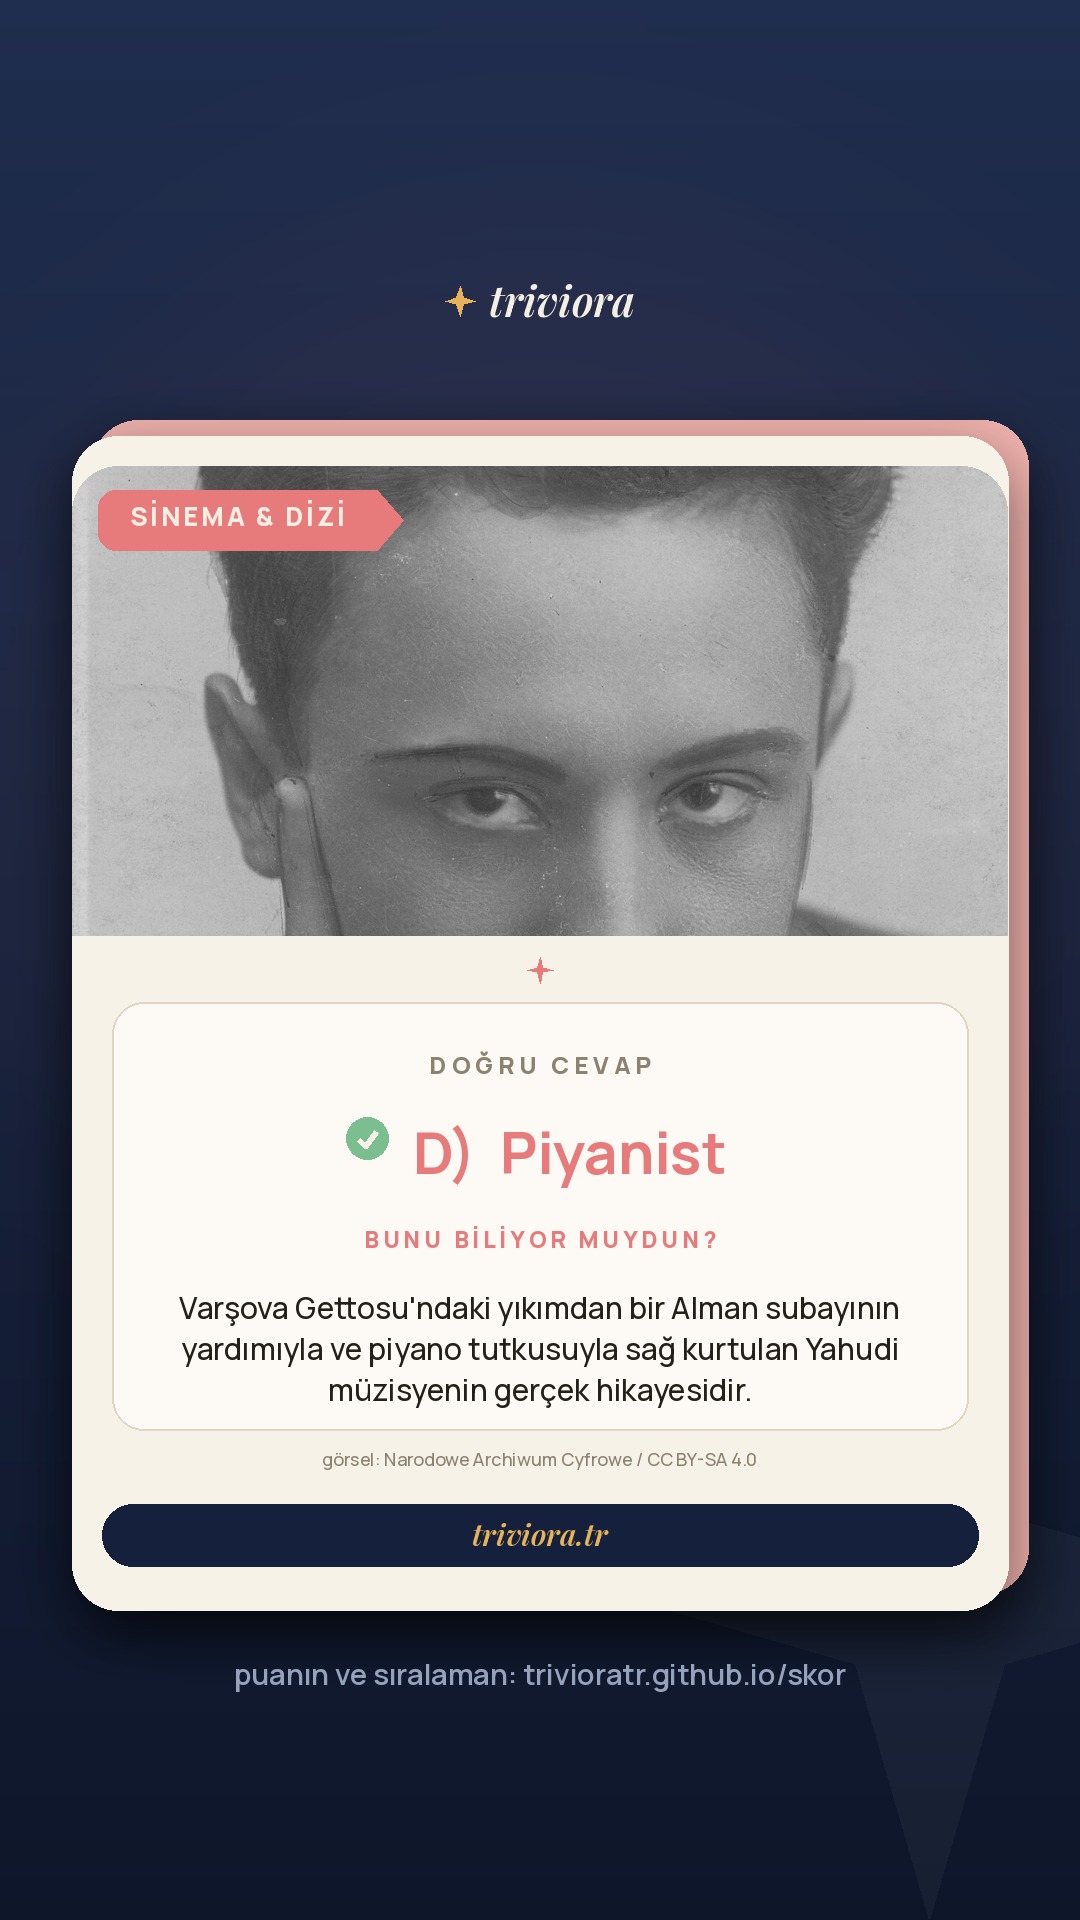 triviora
SİNEMA & DİZİ
DOĞRU CEVAP
D) Piyanist
BUNU BİLİYOR MUYDUN?
Varşova Gettosu'ndaki yıkımdan bir Alman subayının
yardımıyla ve piyano tutkusuyla sağ kurtulan Yahudi
müzisyenin gerçek hikayesidir.
görsel: Narodowe Archiwum Cyfrowe / CC BY-SA 4.0
triviora.tr
puanın ve sıralaman: trivioratr.github.io/skor